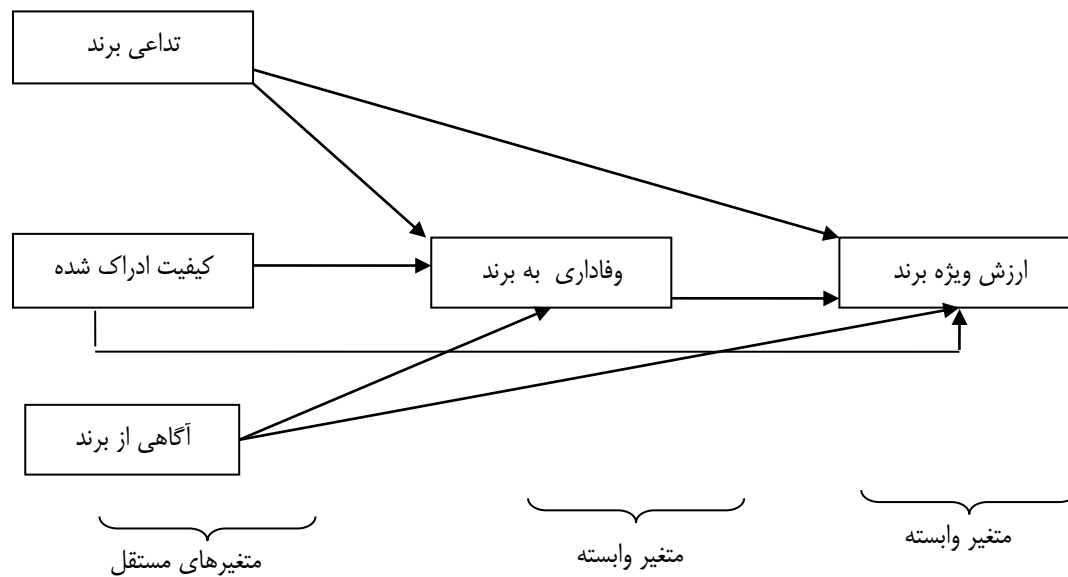 تداعی برند
کیفیت ادراک شده
وفاداری به برند
ارزش ویژه برند
آگاهی از برند
متغیرهای مستقل
متغیر وابسته
متغیر وابسته